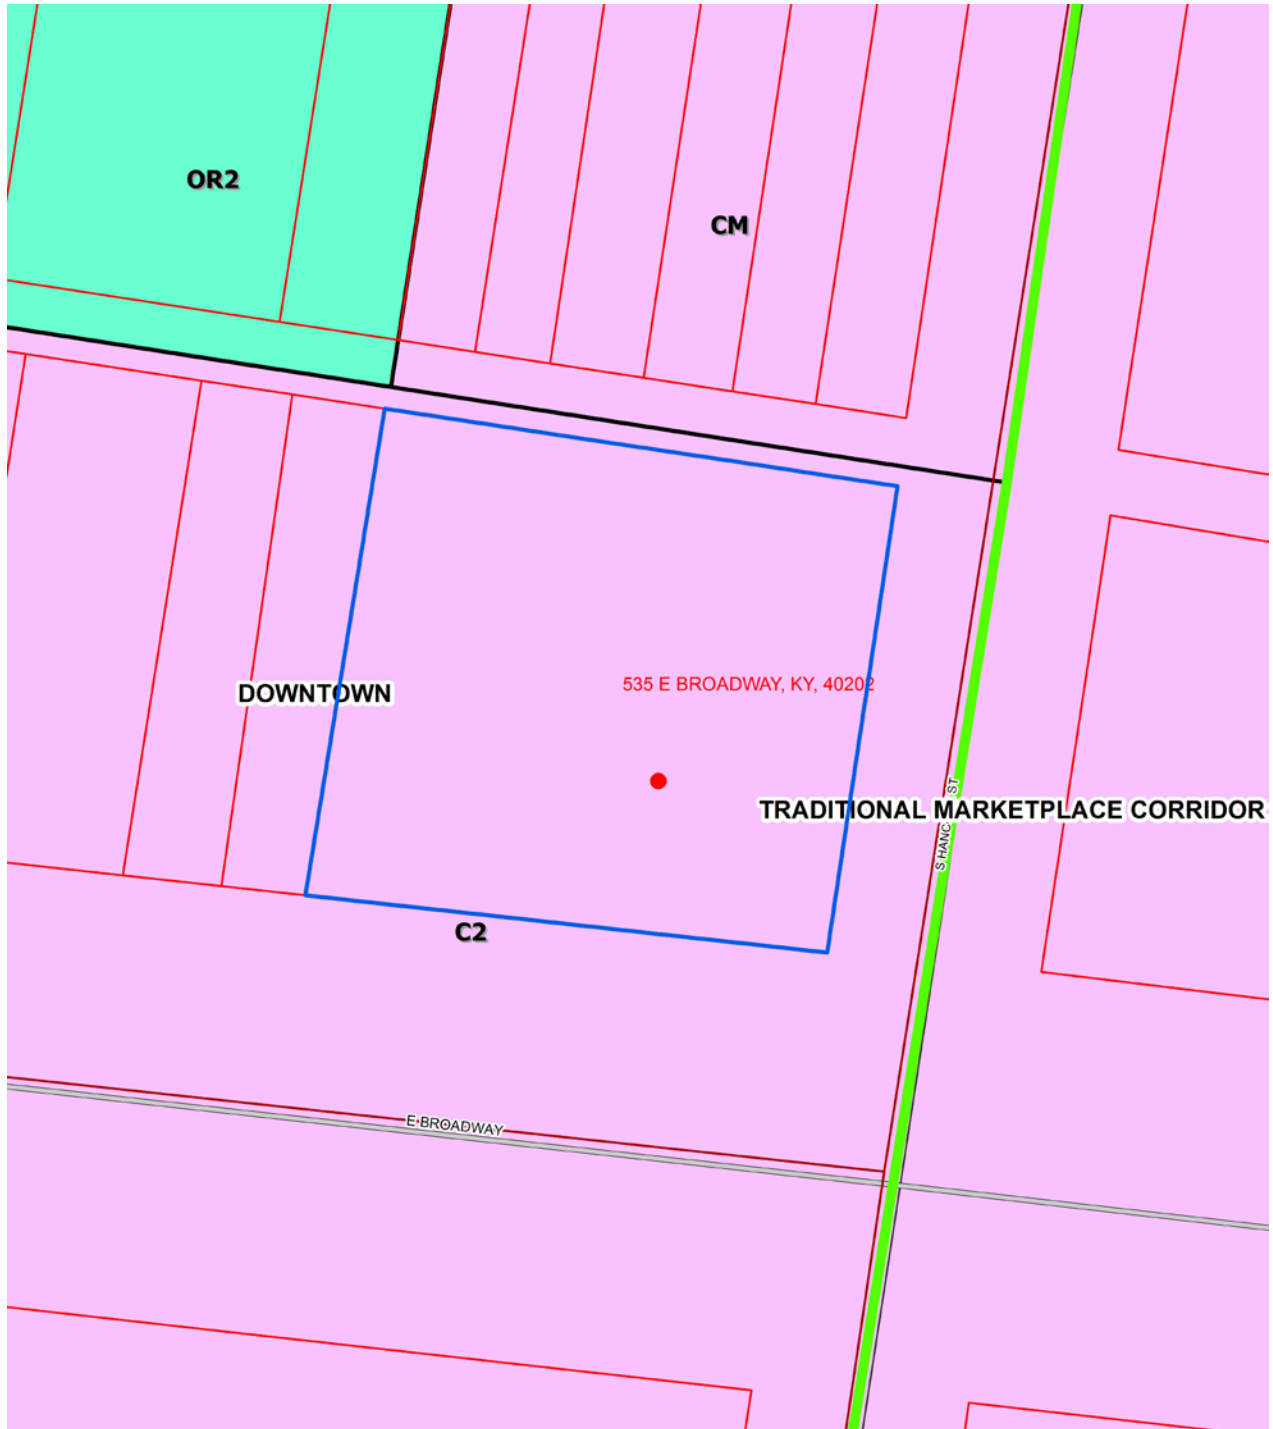 OR2
CM
535 E BROADWAY, KY, 40202
DOWNTOWN
TRADITIONAL MARKETPLACE CORRIDOR
S HANC ST
C2
E BROADWAY